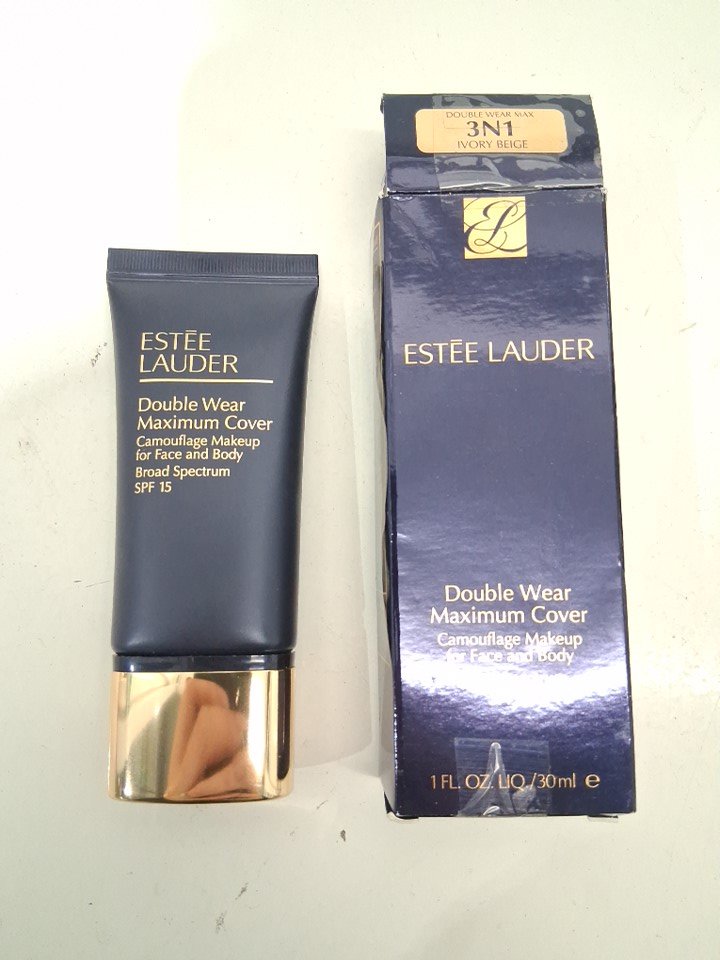 ESTĒE
LAUDER
Double Wear
Maximum Cover
Camouflage Makeup
for Face and Body
Broad Spectrum
SPF 15
DOUBLE WEAR MAX
3N1
IVORY BEIGE
EL
ESTĒE LAUDER
Double Wear
Maximum Cover
Camouflage Makeup
for Face and Body
1 FL. OZ. LIQ./30ml e